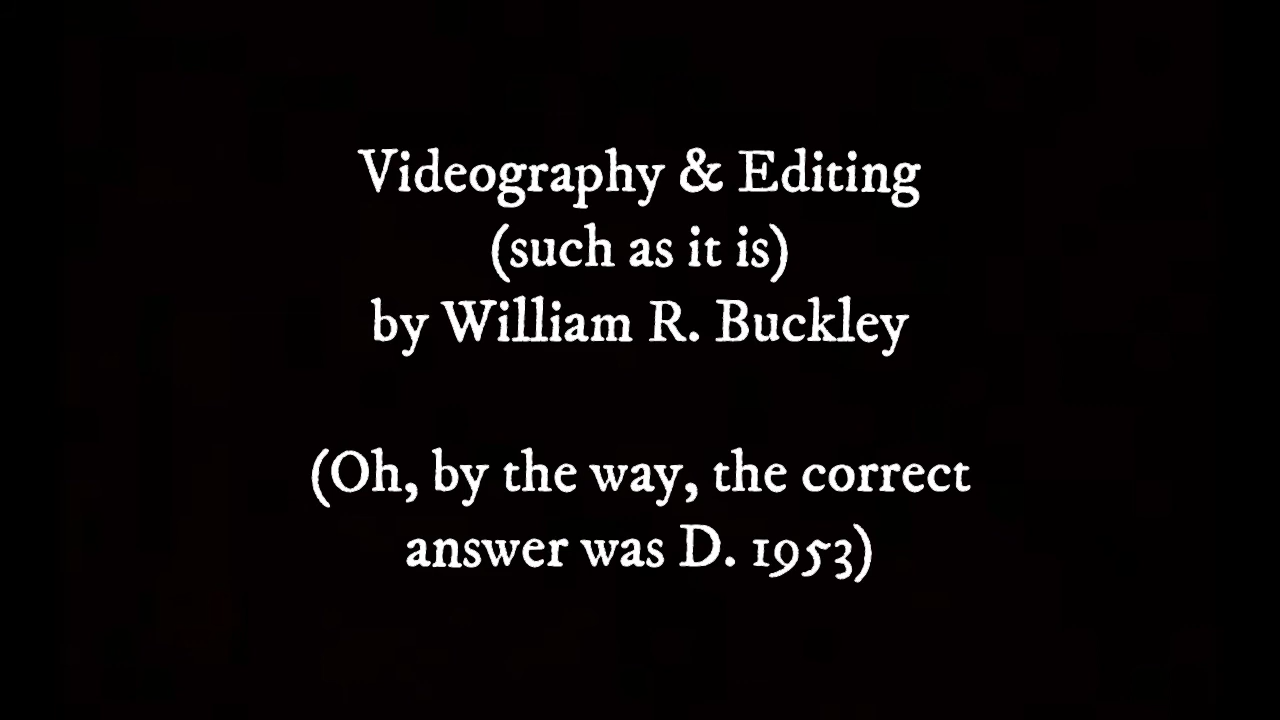 Videography & Editing
(such as it is)
by William R. Buckley
(Oh, by the way, the correct
answer was D. 1953)